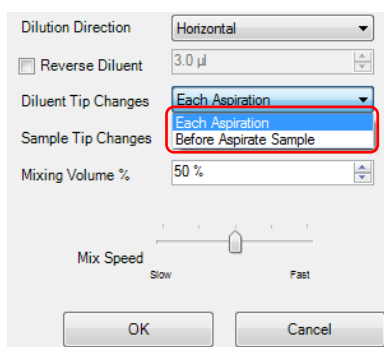 Dilution Direction Horizontal
Reverse Diluent 3.0 µl
Diluent Tip Changes Each Aspiration
Each Aspiration
Sample Tip Changes Before Aspirate Sample
Mixing Volume % 50 %
Mix Speed
Slow Fast
OK Cancel